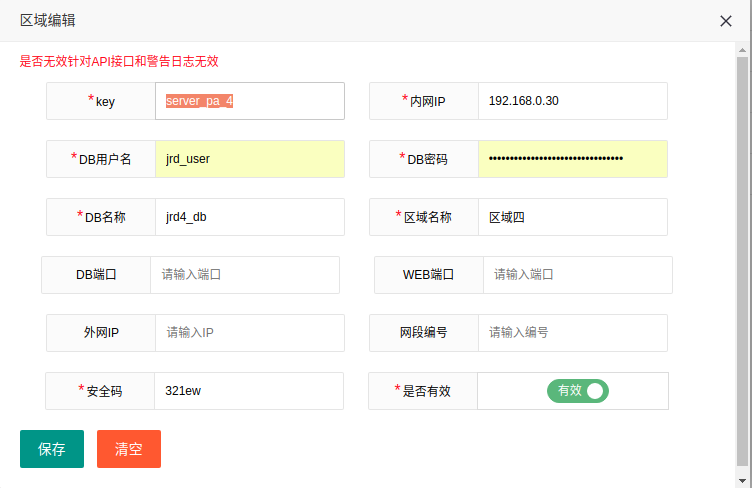 区域编辑
是否无效针对API接口和警告日志无效
*key server_pa_4 *内网IP 192.168.0.30
*DB用户名 jrd_user *DB密码 ••••••••••••••••••••••••••••••••
*DB名称 jrd4_db *区域名称 区域四
DB端口 请输入端口 WEB端口 请输入端口
外网IP 请输入IP 网段编号 请输入编号
*安全码 321ew *是否有效 有效
保存 清空